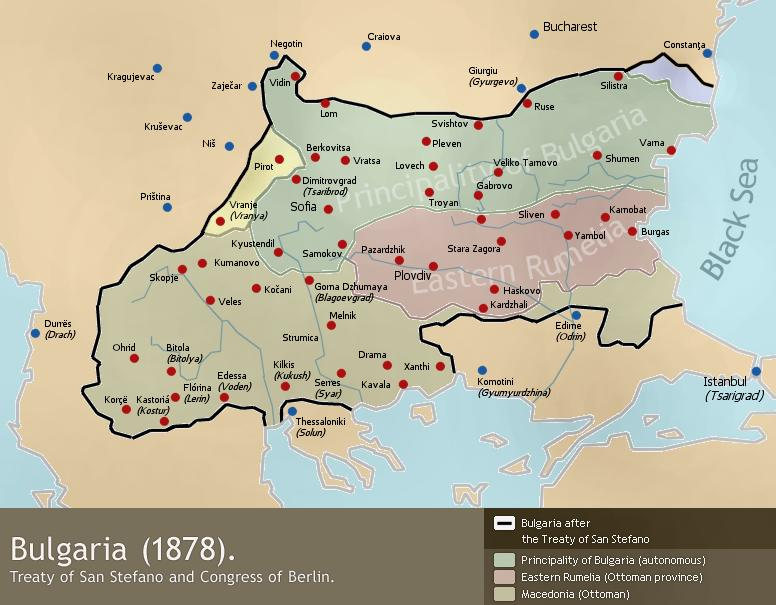 Negotin
Craiova
Bucharest
Constanţa
Kragujevac
Zaječar
Vidin
Giurgiu
(Gyurgevo)
Silistra
Lom
Ruse
Kruševac
Svishtov
Niš
Berkovitsa
Pleven
Varna
Pirot
Vratsa
Lovech
Veliko Tarnovo
Shumen
Dimitrovgrad
(Tsaribrod)
Gabrovo
Principality of Bulgaria
Priština
Vranje
(Vranya)
Sofia
Troyan
Sliven
Karnobat
Burgas
Yambol
Black Sea
Kyustendil
Samokov
Pazardzhik
Stara Zagora
Plovdiv
Eastern Rumelia
Skopje
Kumanovo
Kočani
Gorna Dzhumaya
(Blagoevgrad)
Haskovo
Kardzhali
Veles
Melnik
Edirne
(Odrin)
Durrës
(Drach)
Strumica
Ohrid
Bitola
(Bitolya)
Drama
Xanthi
Kilkis
(Kukush)
Edessa
(Voden)
Serres
(Syar)
Kavala
Komotini
(Gyumyurdzhina)
Istanbul
(Tsarigrad)
Flórina
(Lerin)
Korçë
Kastoriá
(Kostur)
Thessaloniki
(Solun)
Bulgaria (1878).
Treaty of San Stefano and Congress of Berlin.
Bulgaria after
the Treaty of San Stefano
Principality of Bulgaria (autonomous)
Eastern Rumelia (Ottoman province)
Macedonia (Ottoman)